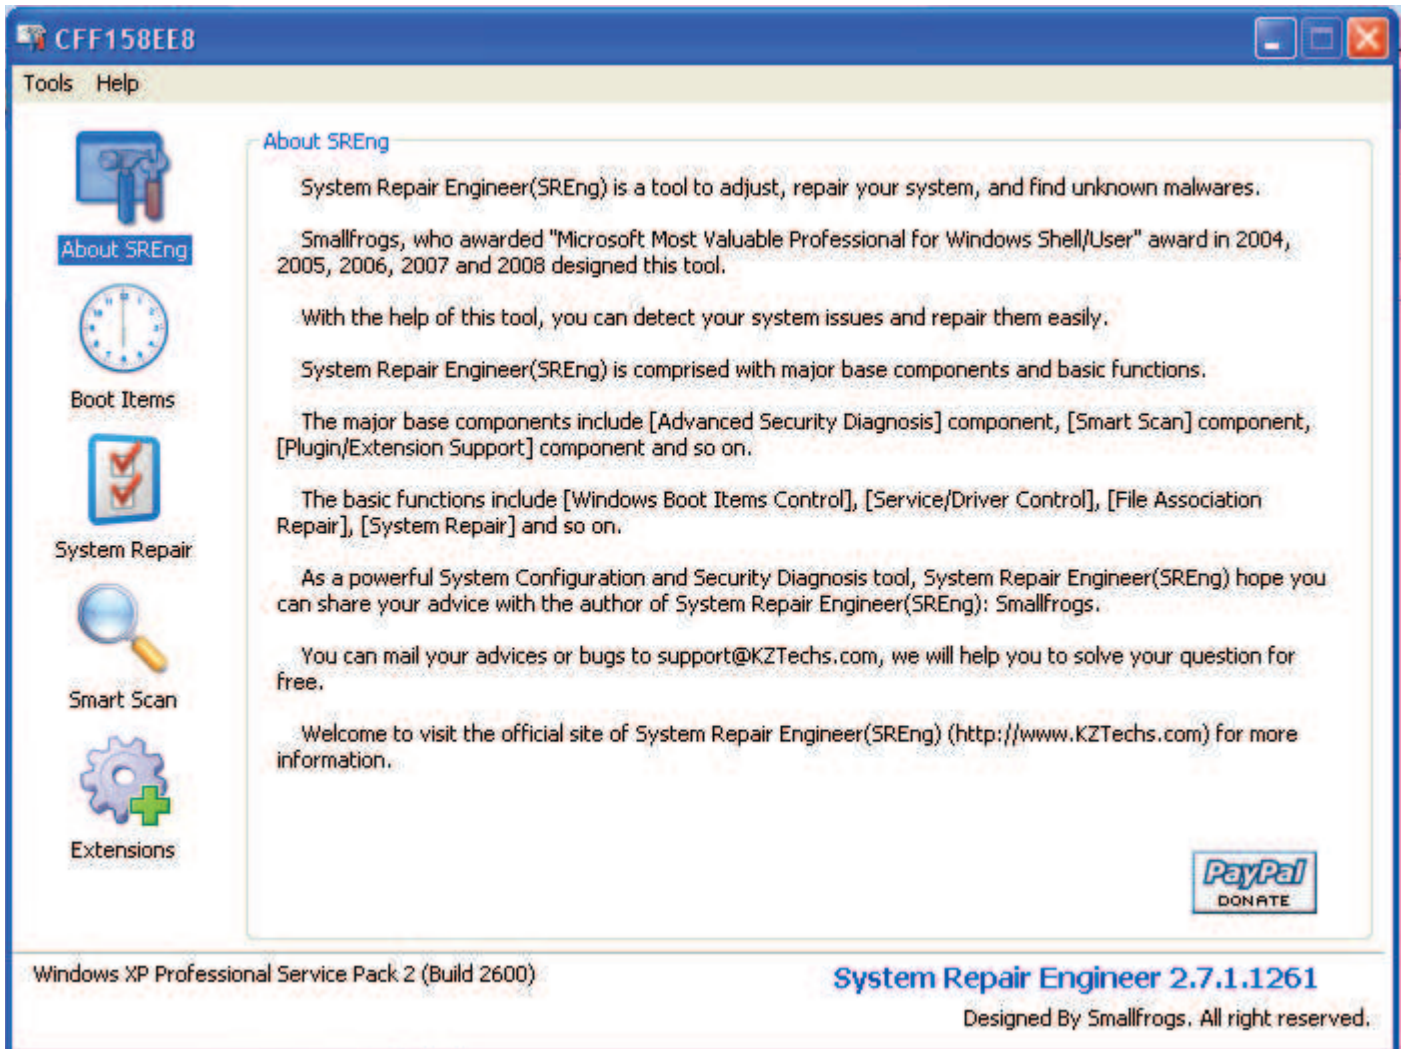 CFF158EE8
Tools Help
About SREng
Boot Items
System Repair
Smart Scan
Extensions
About SREng
System Repair Engineer(SREng) is a tool to adjust, repair your system, and find unknown malwares.
Smallfrogs, who awarded "Microsoft Most Valuable Professional for Windows Shell/User" award in 2004,
2005, 2006, 2007 and 2008 designed this tool.
With the help of this tool, you can detect your system issues and repair them easily.
System Repair Engineer(SREng) is comprised with major base components and basic functions.
The major base components include [Advanced Security Diagnosis] component, [Smart Scan] component,
[Plugin/Extension Support] component and so on.
The basic functions include [Windows Boot Items Control], [Service/Driver Control], [File Association
Repair], [System Repair] and so on.
As a powerful System Configuration and Security Diagnosis tool, System Repair Engineer(SREng) hope you
can share your advice with the author of System Repair Engineer(SREng): Smallfrogs.
You can mail your advices or bugs to support@KZTechs.com, we will help you to solve your question for
free.
Welcome to visit the official site of System Repair Engineer(SREng) (http://www.KZTechs.com) for more
information.
PayPal
DONATE
Windows XP Professional Service Pack 2 (Build 2600)
System Repair Engineer 2.7.1.1261
Designed By Smallfrogs. All right reserved.